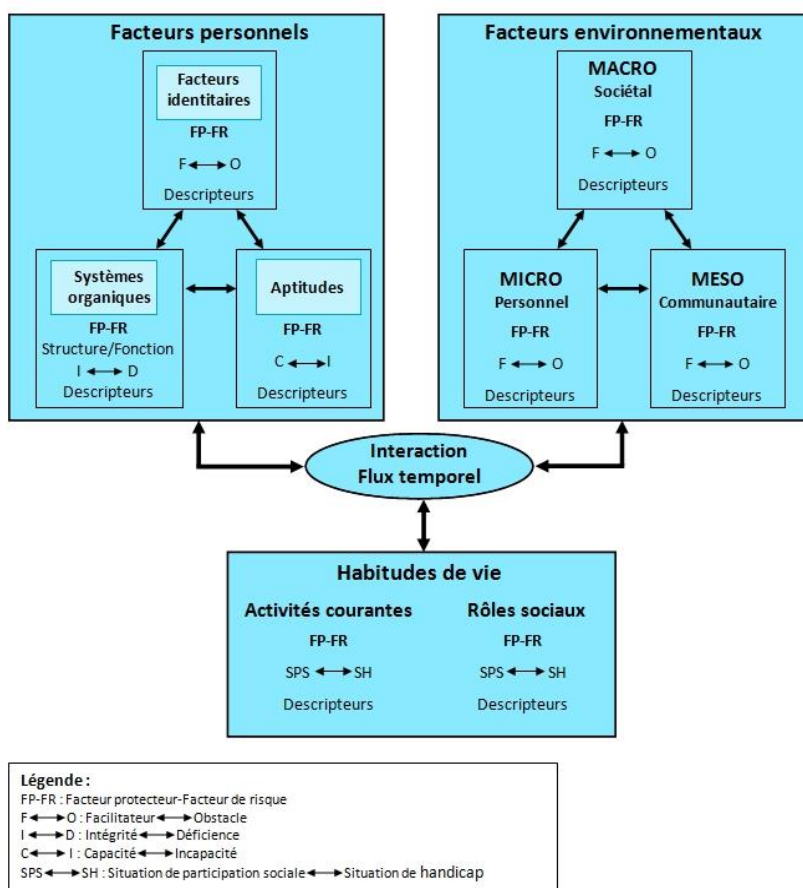 Facteurs personnels
Facteurs
identitaires
FP-FR
F ↔ O
Descripteurs
Systèmes
organiques
FP-FR
Structure/Fonction
I ↔ D
Descripteurs
Aptitudes
FP-FR
C ↔ I
Descripteurs
Facteurs environnementaux
MACRO
Sociétal
FP-FR
F ↔ O
Descripteurs
MICRO
Personnel
FP-FR
F ↔ O
Descripteurs
MESO
Communautaire
FP-FR
F ↔ O
Descripteurs
Interaction
Flux temporel
Habitudes de vie
Activités courantes
FP-FR
SPS ↔ SH
Descripteurs
Rôles sociaux
FP-FR
SPS ↔ SH
Descripteurs
Légende :
FP-FR : Facteur protecteur-Facteur de risque
F ↔ O : Facilitateur ↔ Obstacle
I ↔ D : Intégrité ↔ Déficience
C ↔ I : Capacité ↔ Incapacité
SPS ↔ SH : Situation de participation sociale ↔ Situation de handicap